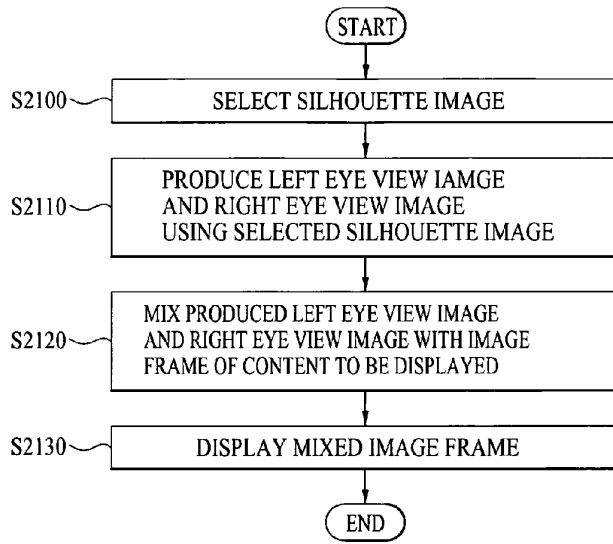 START
S2100
SELECT SILHOUETTE IMAGE
S2110
PRODUCE LEFT EYE VIEW IAMGE
AND RIGHT EYE VIEW IMAGE
USING SELECTED SILHOUETTE IMAGE
S2120
MIX PRODUCED LEFT EYE VIEW IMAGE
AND RIGHT EYE VIEW IMAGE WITH IMAGE
FRAME OF CONTENT TO BE DISPLAYED
S2130
DISPLAY MIXED IMAGE FRAME
END